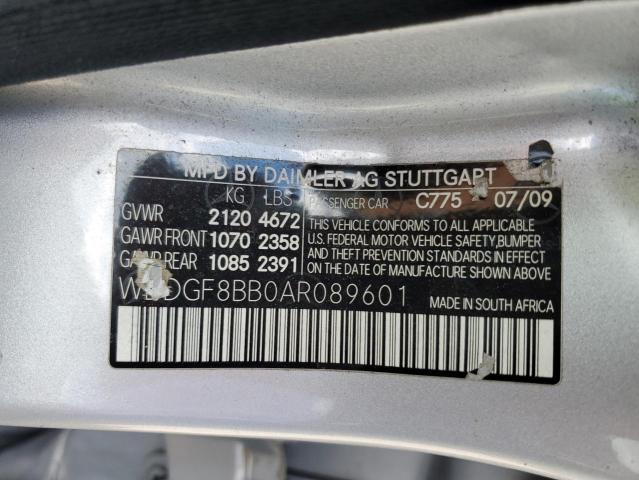 MFD BY DAIMLER AG STUTTGART
KG LBS PASSENGER CAR C775 07/09
GVWR 2120 4672
GAWR FRONT 1070 2358
GAWR REAR 1085 2391
THIS VEHICLE CONFORMS TO ALL APPLICABLE
U.S. FEDERAL MOTOR VEHICLE SAFETY, BUMPER
AND THEFT PREVENTION STANDARDS IN EFFECT
ON THE DATE OF MANUFACTURE SHOWN ABOVE.
MADE IN SOUTH AFRICA